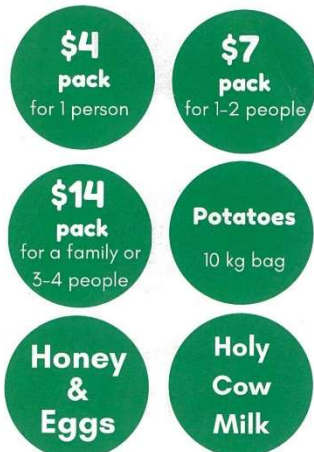 $4
pack
for 1 person
$7
pack
for 1-2 people
$14
pack
for a family or
3-4 people
Potatoes
10 kg bag
Honey
&
Eggs
Holy
Cow
Milk